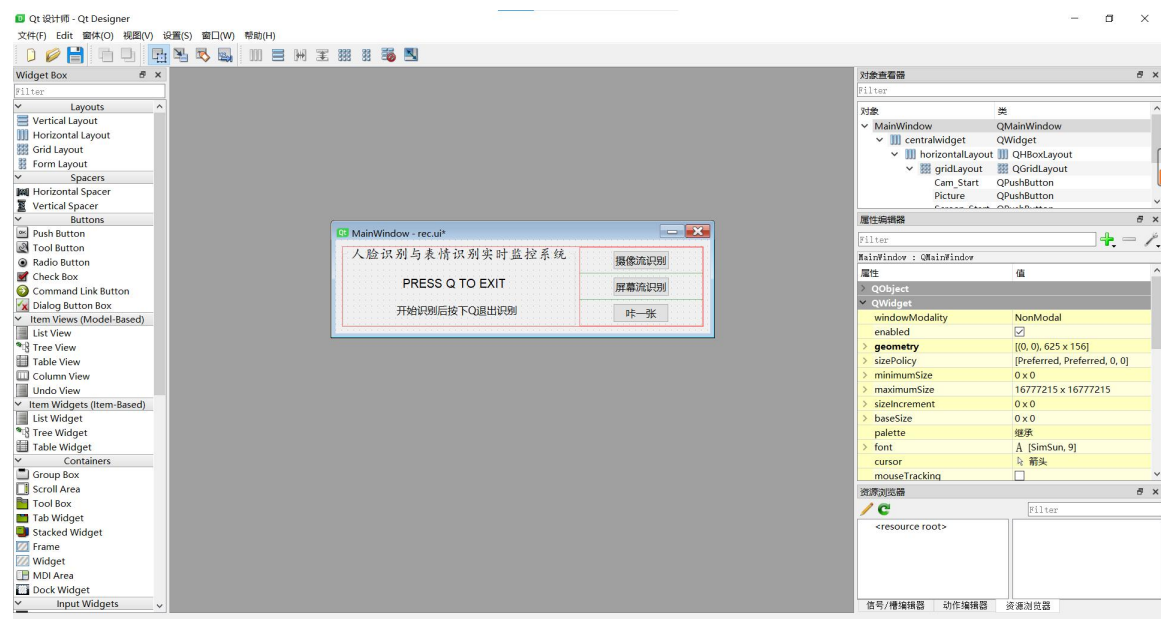 Qt 设计师 - Qt Designer
文件(F) Edit 窗体(O) 视图(V) 设置(S) 窗口(W) 帮助(H)
Widget Box
Filter
Layouts
Vertical Layout
Horizontal Layout
Grid Layout
Form Layout
Spacers
Horizontal Spacer
Vertical Spacer
Buttons
Push Button
Tool Button
Radio Button
Check Box
Command Link Button
Dialog Button Box
Item Views (Model-Based)
List View
Tree View
Table View
Column View
Undo View
Item Widgets (Item-Based)
List Widget
Tree Widget
Table Widget
Containers
Group Box
Scroll Area
Tool Box
Tab Widget
Stacked Widget
Frame
Widget
MDI Area
Dock Widget
Input Widgets
MainWindow - rec.ui*
人脸识别与表情识别实时监控系统
PRESS Q TO EXIT
开始识别后按下Q退出识别
摄像流识别
屏幕流识别
咔一张
对象查看器
Filter
对象 类
MainWindow QMainWindow
centralwidget QWidget
horizontalLayout QHBoxLayout
gridLayout QGridLayout
Cam_Start QPushButton
Picture QPushButton
Screen_Start QPushButton
属性编辑器
Filter
MainWindow : QMainWindow
属性 值
QObject
QWidget
windowModality NonModal
enabled
geometry [(0, 0), 625 x 156]
sizePolicy [Preferred, Preferred, 0, 0]
minimumSize 0 x 0
maximumSize 16777215 x 16777215
sizeIncrement 0 x 0
baseSize 0 x 0
palette 继承
font A [SimSun, 9]
cursor 箭头
mouseTracking
资源浏览器
Filter
<resource root>
信号/槽编辑器 动作编辑器 资源浏览器